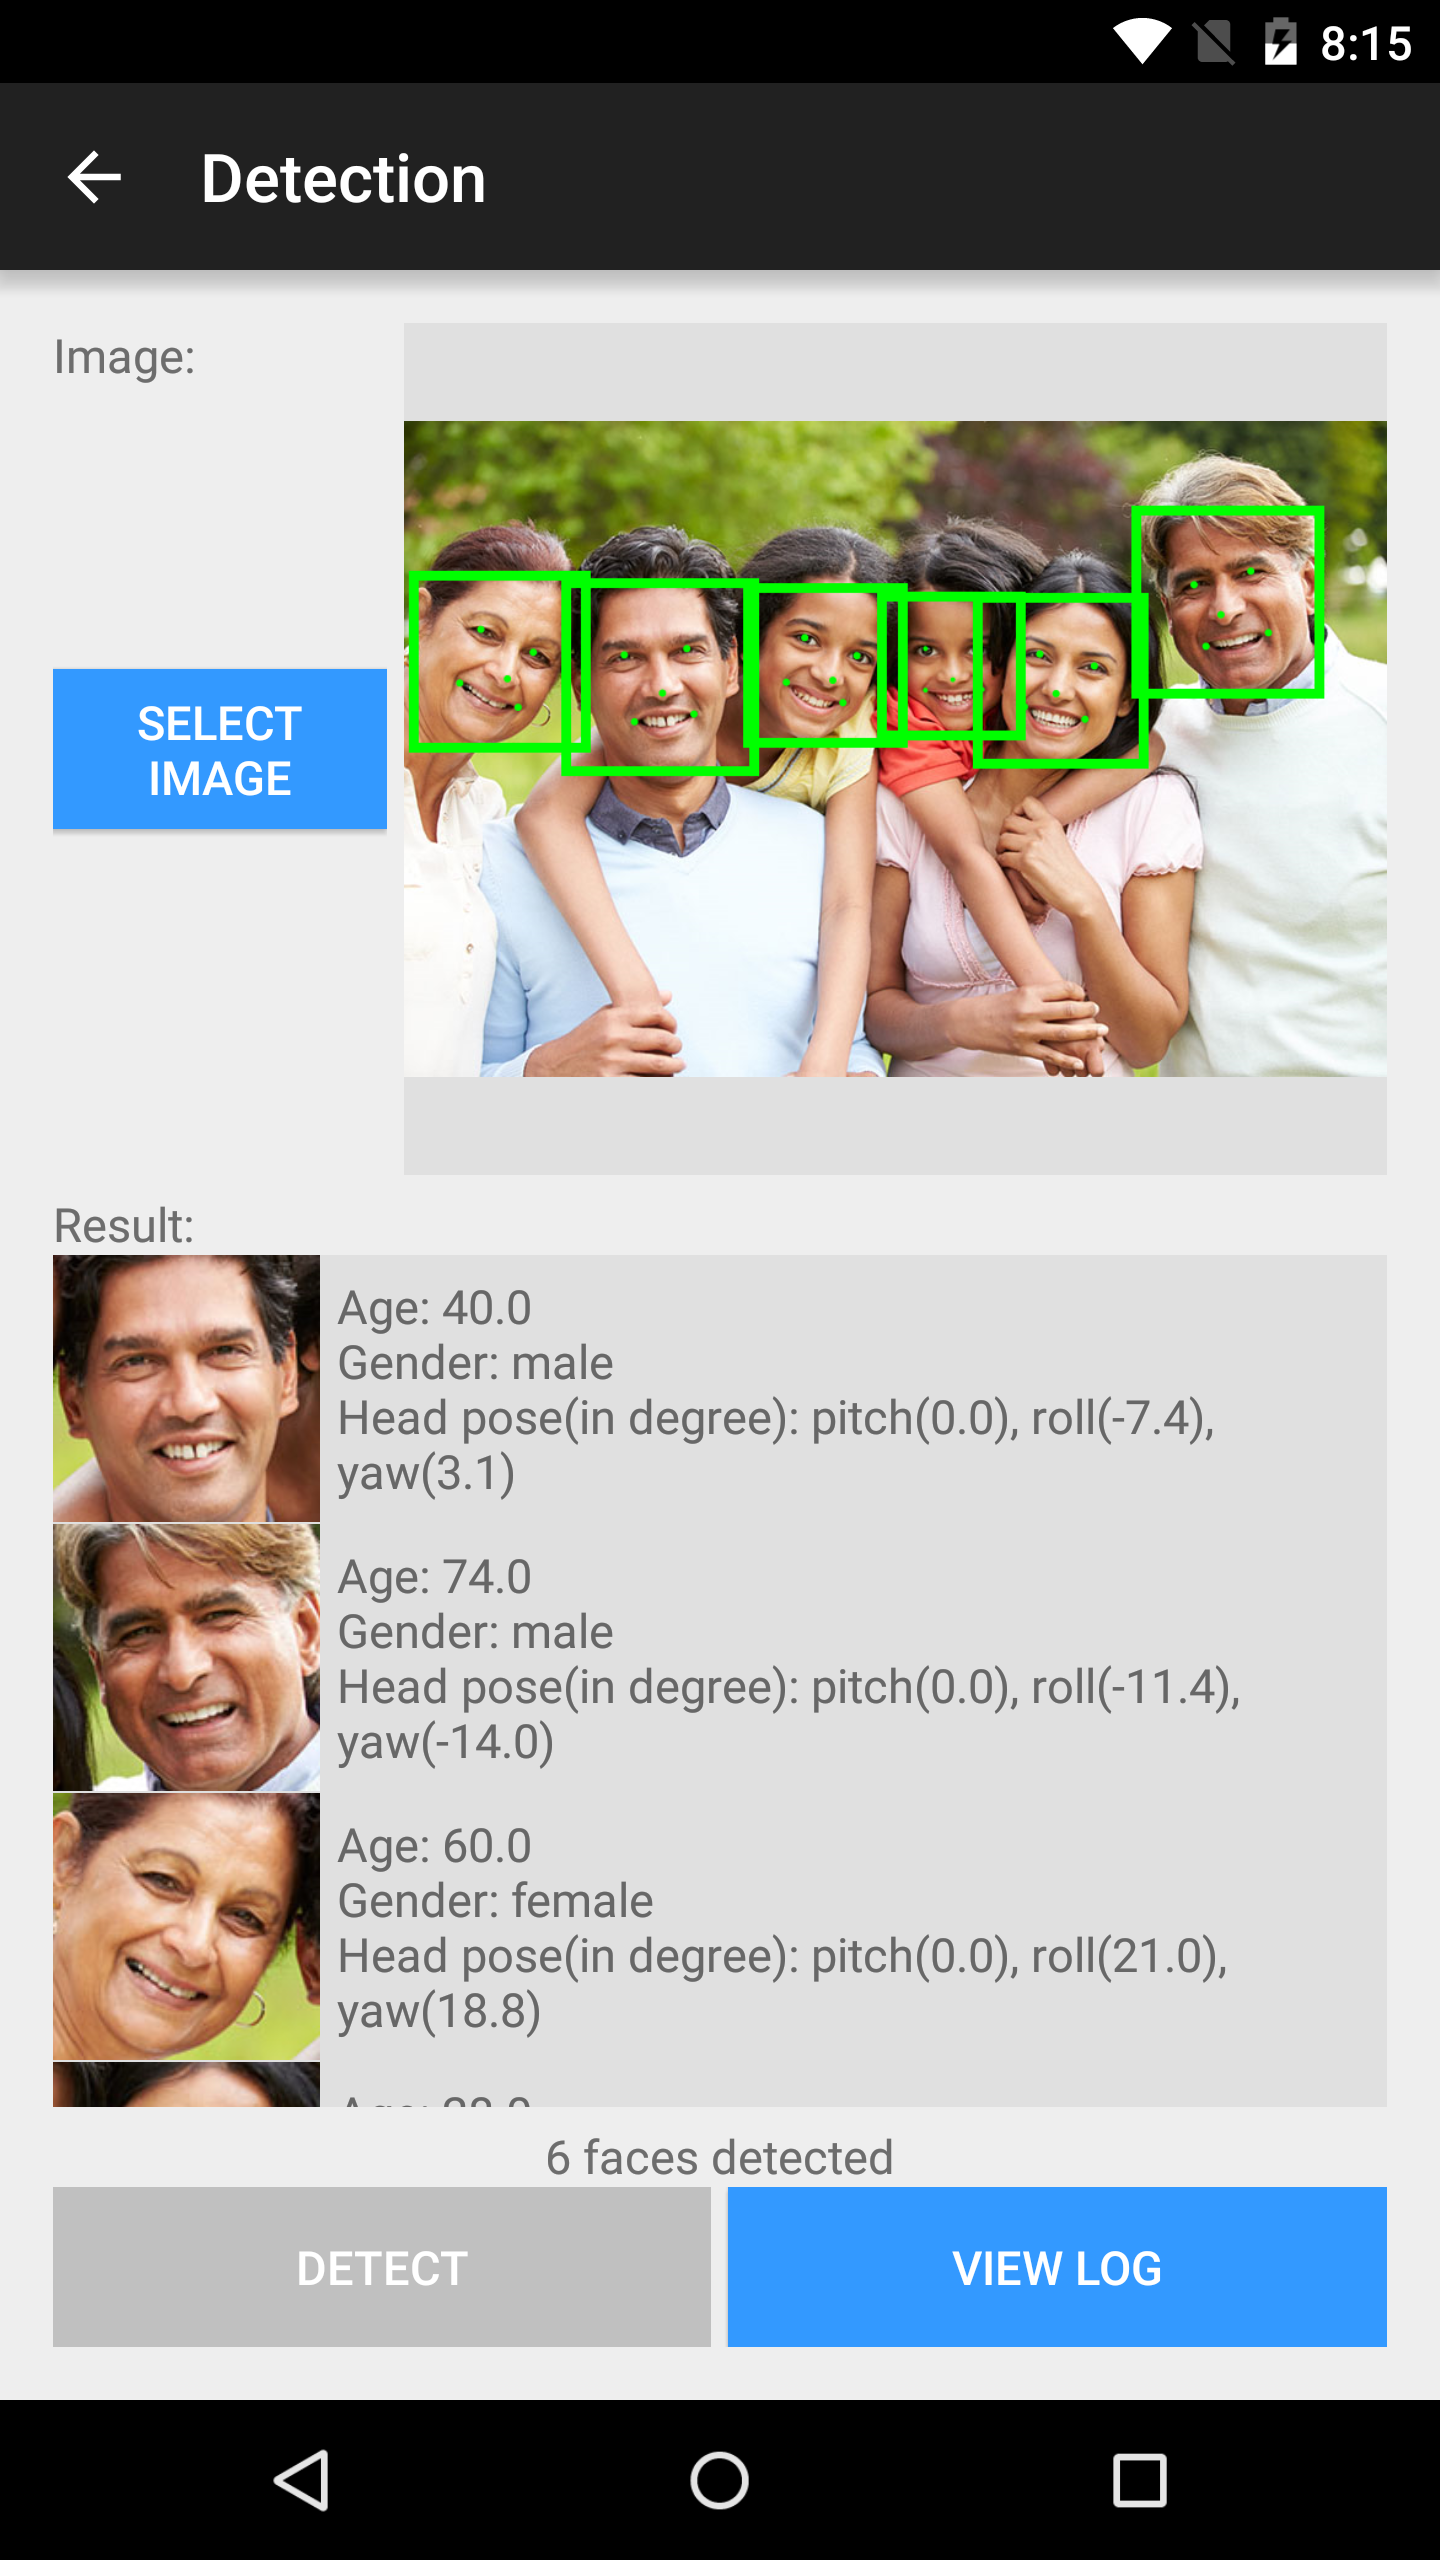 8:15
Detection
Image:
SELECT
IMAGE
Result:
Age: 40.0
Gender: male
Head pose(in degree): pitch(0.0), roll(-7.4),
yaw(3.1)
Age: 74.0
Gender: male
Head pose(in degree): pitch(0.0), roll(-11.4),
yaw(-14.0)
Age: 60.0
Gender: female
Head pose(in degree): pitch(0.0), roll(21.0),
yaw(18.8)
Age:
6 faces detected
DETECT
VIEW LOG